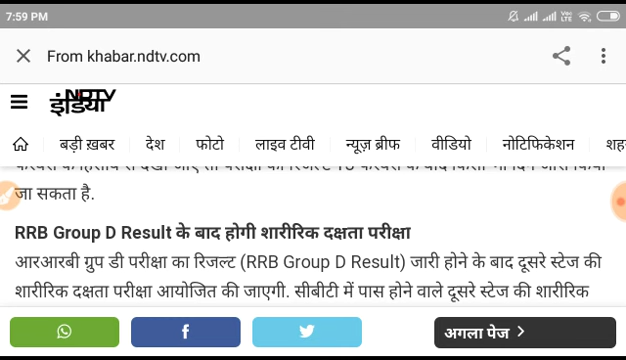 7:59 PM
From khabar.ndtv.com
NDTV
इंडिया
बड़ी ख़बर देश फोटो लाइव टीवी न्यूज़ ब्रीफ वीडियो नोटिफिकेशन शह
जा सकता है.
RRB Group D Result के बाद होगी शारीरिक दक्षता परीक्षा
आरआरबी ग्रुप डी परीक्षा का रिजल्ट (RRB Group D Result) जारी होने के बाद दूसरे स्टेज की
शारीरिक दक्षता परीक्षा आयोजित की जाएगी. सीबीटी में पास होने वाले दूसरे स्टेज की शारीरिक
अगला पेज